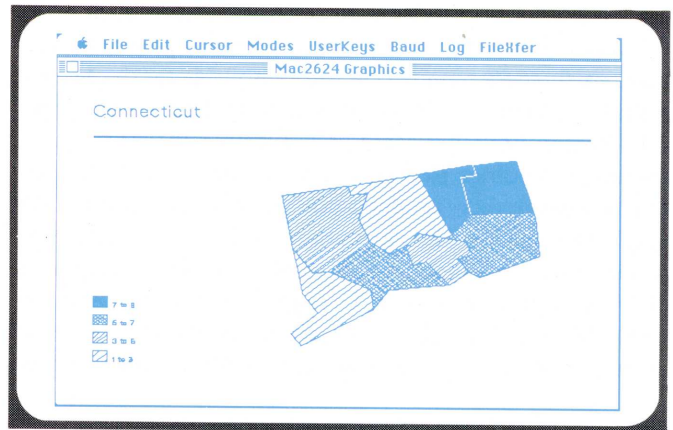 File Edit Cursor Modes UserKeys Baud Log FileXfer
Mac2624 Graphics
Connecticut
7 to 8
5 to 7
3 to 5
1 to 3